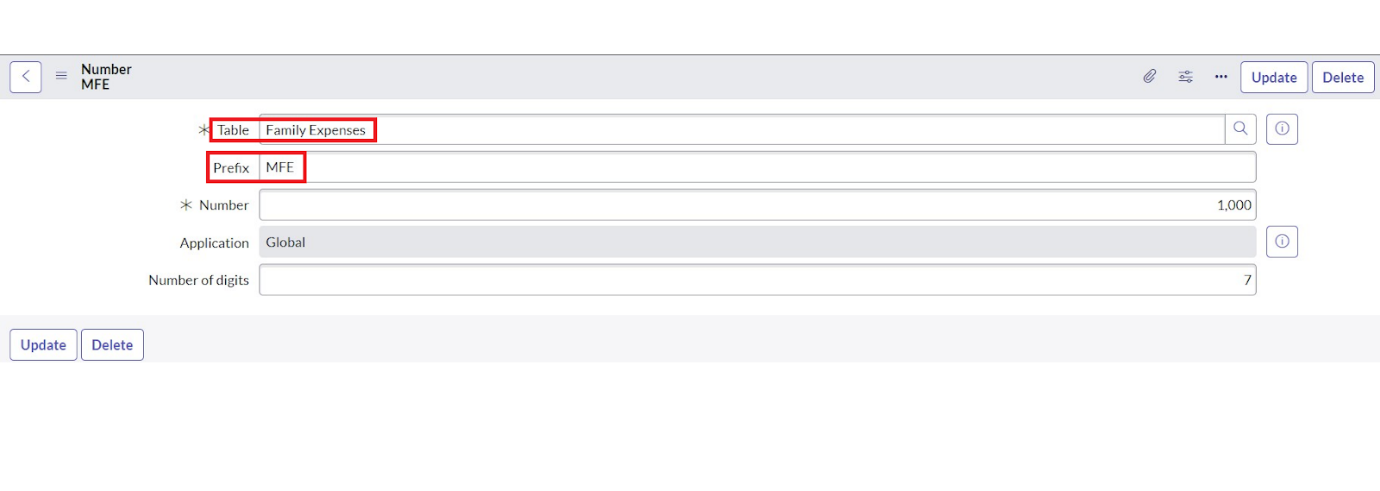 Number
MFE
Update Delete
Table Family Expenses
Prefix MFE
Number 1,000
Application Global
Number of digits 7
Update Delete